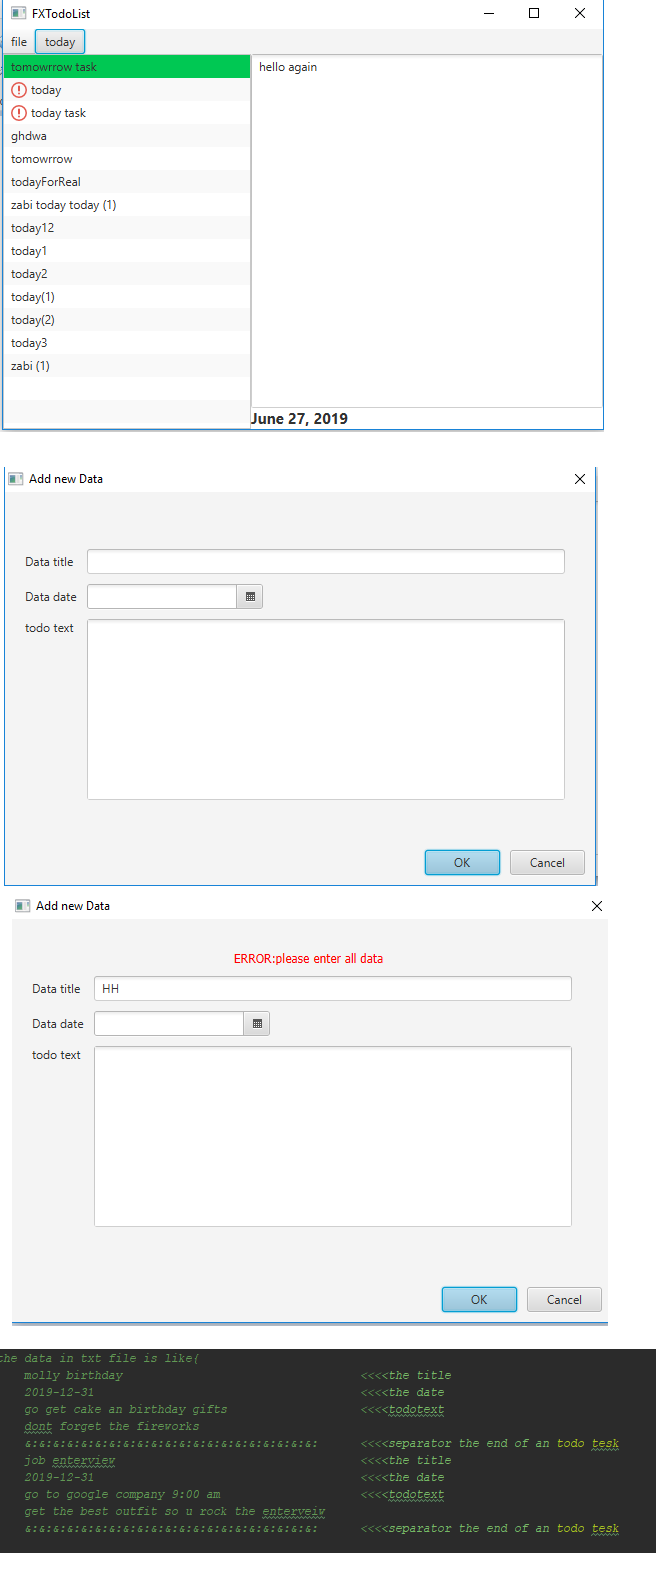 FXTodoList
file today
tomowrrow task
hello again
today
today task
ghdwa
tomowrrow
todayForReal
zabi today today (1)
today12
today1
today2
today(1)
today(2)
today3
zabi (1)
June 27, 2019
Add new Data
Data title
Data date
todo text
OK Cancel
Add new Data
ERROR:please enter all data
Data title HH
Data date
todo text
OK Cancel
the data in txt file is like{
molly birthday <<<<the title
2019-12-31 <<<<the date
go get cake an birthday gifts <<<<todotext
dont forget the fireworks
&:&:&:&:&:&:&:&:&:&:&:&:&:&:&:&:&:&:&:&:&: <<<<separator the end of an todo tesk
job enterview <<<<the title
2019-12-31 <<<<the date
go to google company 9:00 am <<<<todotext
get the best outfit so u rock the enterveiw
&:&:&:&:&:&:&:&:&:&:&:&:&:&:&:&:&:&:&:&:&: <<<<separator the end of an todo tesk